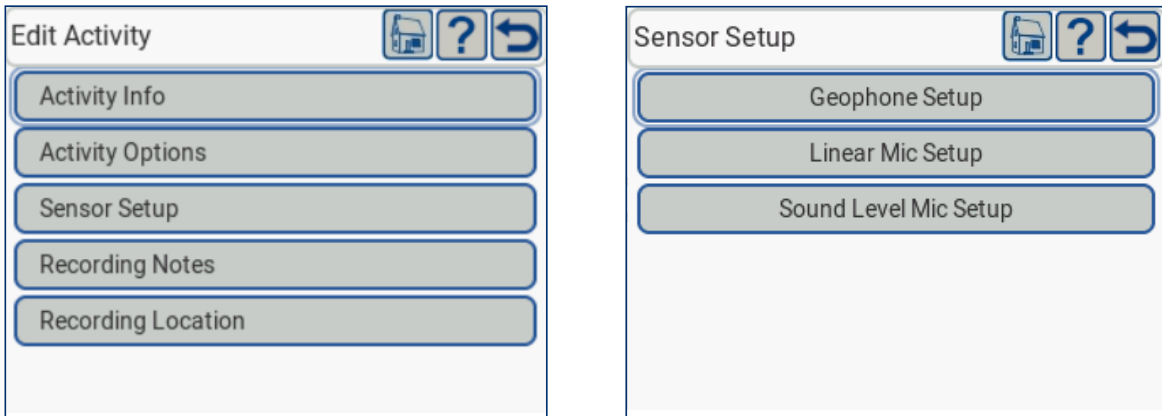 Edit Activity
?
Activity Info
Activity Options
Sensor Setup
Recording Notes
Recording Location
Sensor Setup
?
Geophone Setup
Linear Mic Setup
Sound Level Mic Setup